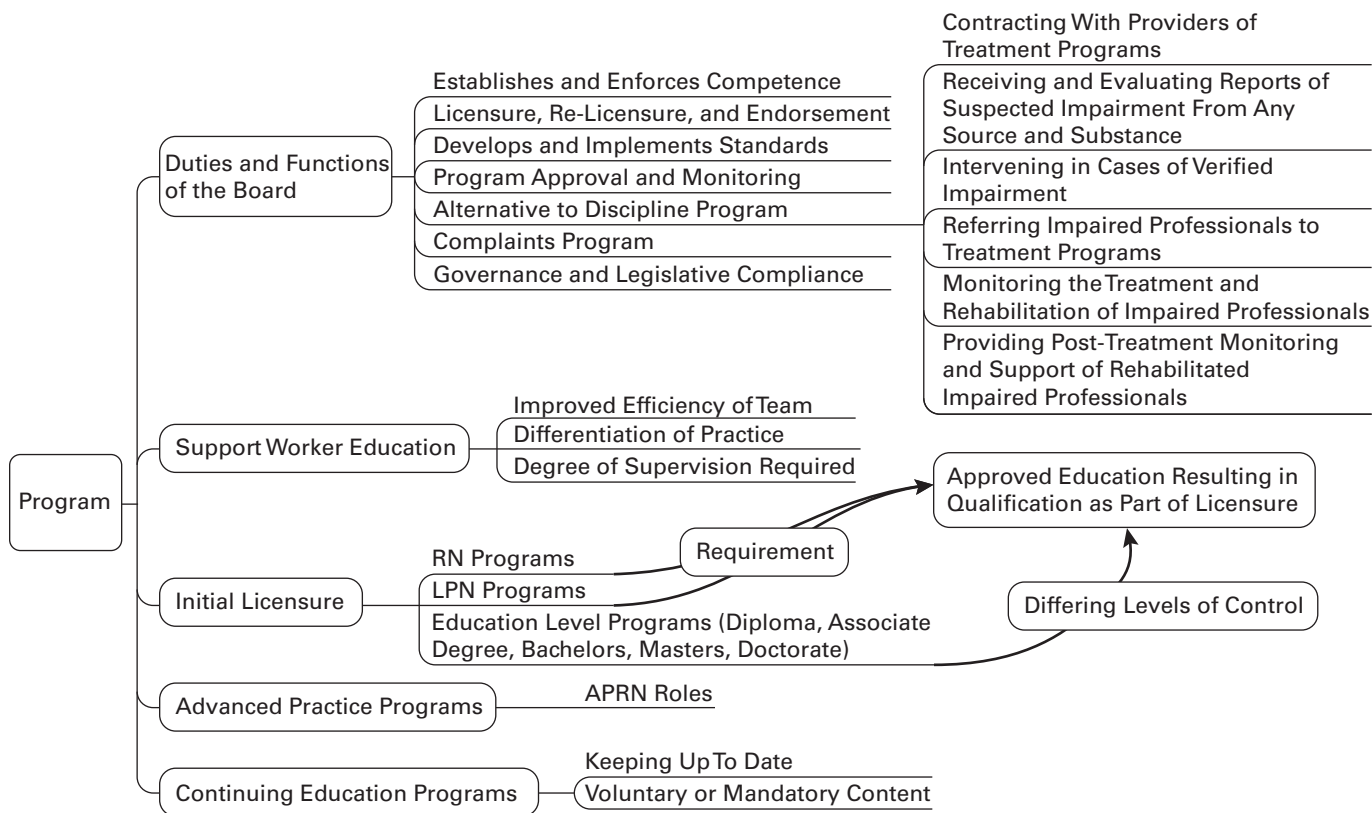 Program
Duties and Functions
of the Board
Establishes and Enforces Competence
Licensure, Re-Licensure, and Endorsement
Develops and Implements Standards
Program Approval and Monitoring
Alternative to Discipline Program
Complaints Program
Governance and Legislative Compliance
Contracting With Providers of
Treatment Programs
Receiving and Evaluating Reports of
Suspected Impairment From Any
Source and Substance
Intervening in Cases of Verified
Impairment
Referring Impaired Professionals to
Treatment Programs
Monitoring the Treatment and
Rehabilitation of Impaired Professionals
Providing Post-Treatment Monitoring
and Support of Rehabilitated
Impaired Professionals
Support Worker Education
Improved Efficiency of Team
Differentiation of Practice
Degree of Supervision Required
Initial Licensure
RN Programs
LPN Programs
Education Level Programs (Diploma, Associate
Degree, Bachelors, Masters, Doctorate)
Requirement
Approved Education Resulting in
Qualification as Part of Licensure
Differing Levels of Control
Advanced Practice Programs
APRN Roles
Continuing Education Programs
Keeping Up To Date
Voluntary or Mandatory Content